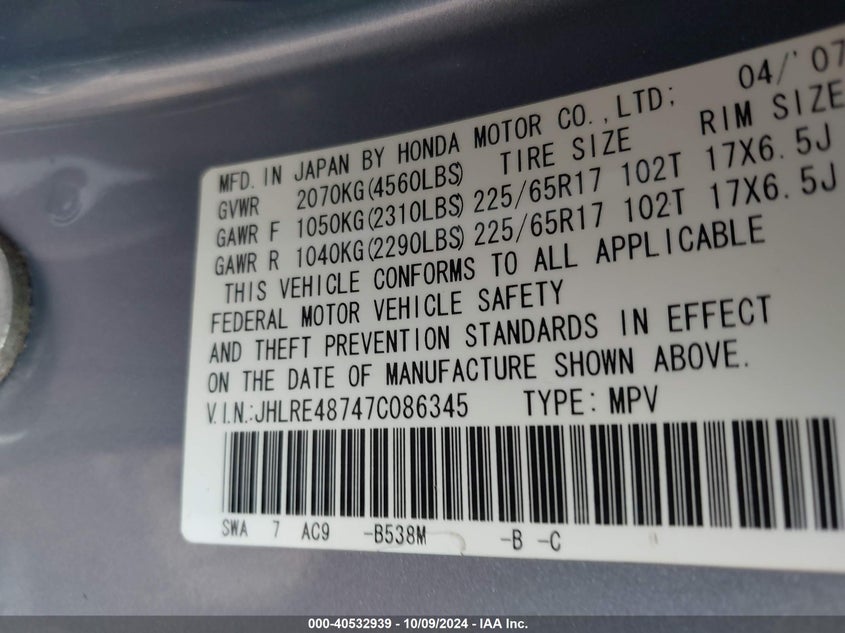 MFD. IN JAPAN BY HONDA MOTOR CO., LTD; 04/'07
GVWR 2070KG(4560LBS) TIRE SIZE RIM SIZE
GAWR F 1050KG(2310LBS) 225/65R17 102T 17X6.5J
GAWR R 1040KG(2290LBS) 225/65R17 102T 17X6.5J
THIS VEHICLE CONFORMS TO ALL APPLICABLE
FEDERAL MOTOR VEHICLE SAFETY
AND THEFT PREVENTION STANDARDS IN EFFECT
ON THE DATE OF MANUFACTURE SHOWN ABOVE.
V.I.N.:JHLRE48747C086345 TYPE: MPV
SWA 7 AC9 -B538M -B -C
000-40532939 - 10/09/2024 - IAA Inc.